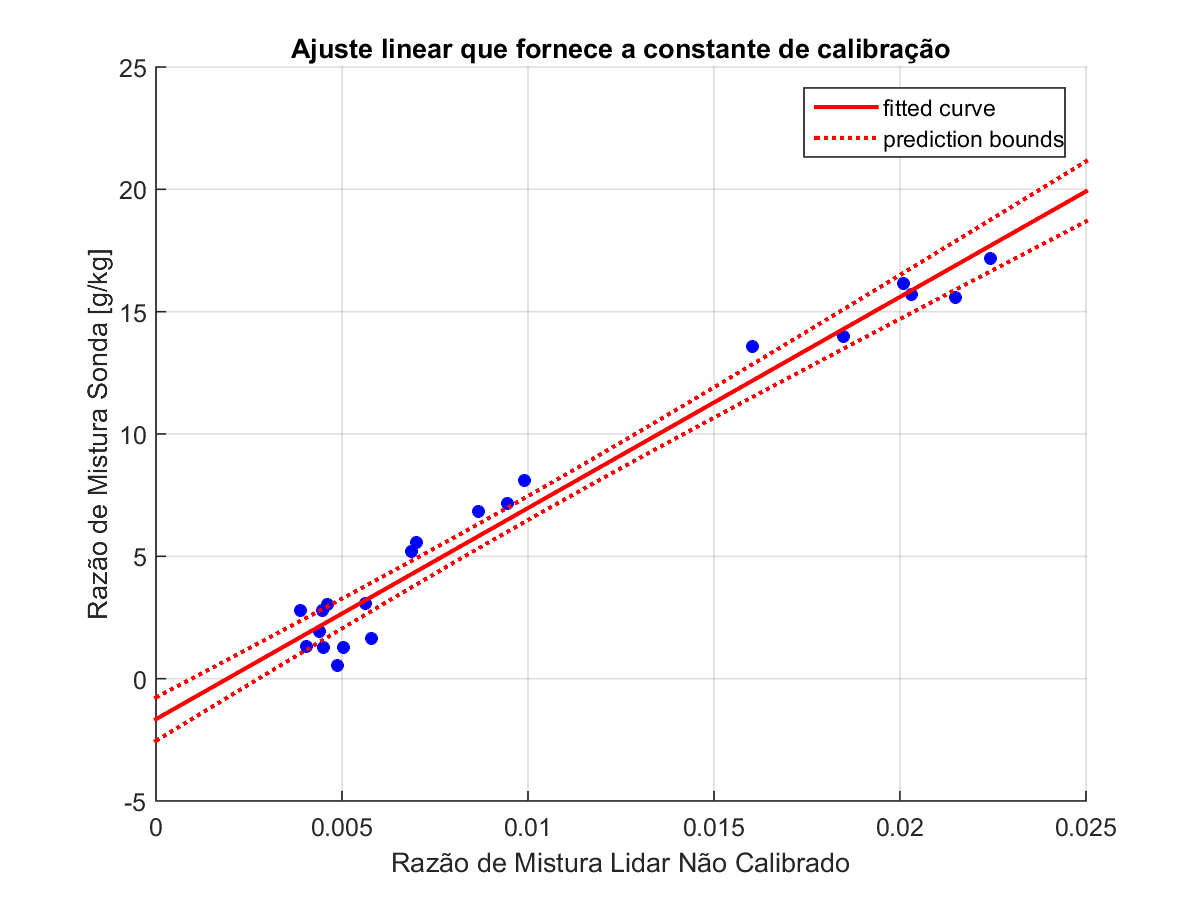 Ajuste linear que fornece a constante de calibração
25
20
15
10
5
0
-5
fitted curve
prediction bounds
Razão de Mistura Sonda [g/kg]
0
0.005
0.01
0.015
0.02
0.025
Razão de Mistura Lidar Não Calibrado